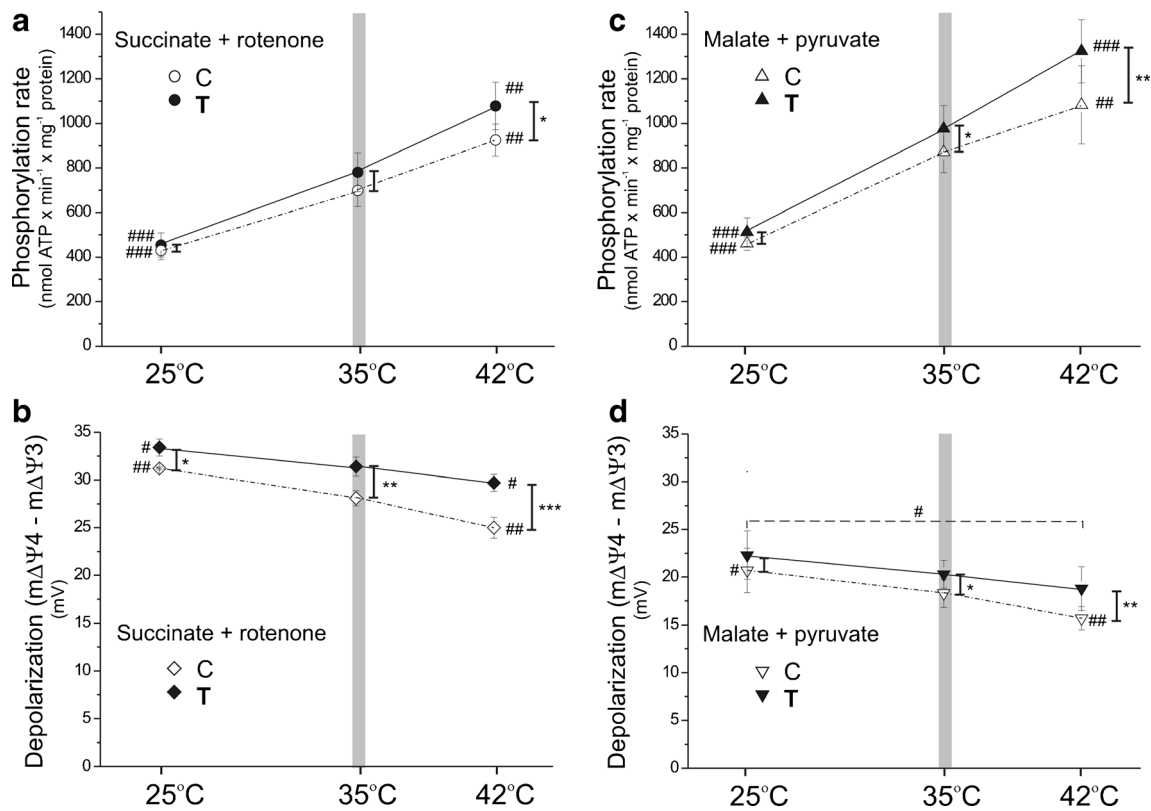 a
Phosphorylation rate
(nmol ATP x min⁻¹ x mg⁻¹ protein)
1400
1200
1000
800
600
400
200
0
Succinate + rotenone
C
T
###
###
##
##
*
25°C
35°C
42°C
c
Phosphorylation rate
(nmol ATP x min⁻¹ x mg⁻¹ protein)
1400
1200
1000
800
600
400
200
0
Malate + pyruvate
C
T
###
###
*
###
##
**
25°C
35°C
42°C
b
Depolarization (mΔΨ4 - mΔΨ3)
(mV)
35
30
25
20
15
10
5
0
#
##
*
**
#
##
***
Succinate + rotenone
C
T
25°C
35°C
42°C
d
Depolarization (mΔΨ4 - mΔΨ3)
(mV)
35
30
25
20
15
10
5
0
#
#
*
##
**
Malate + pyruvate
C
T
25°C
35°C
42°C